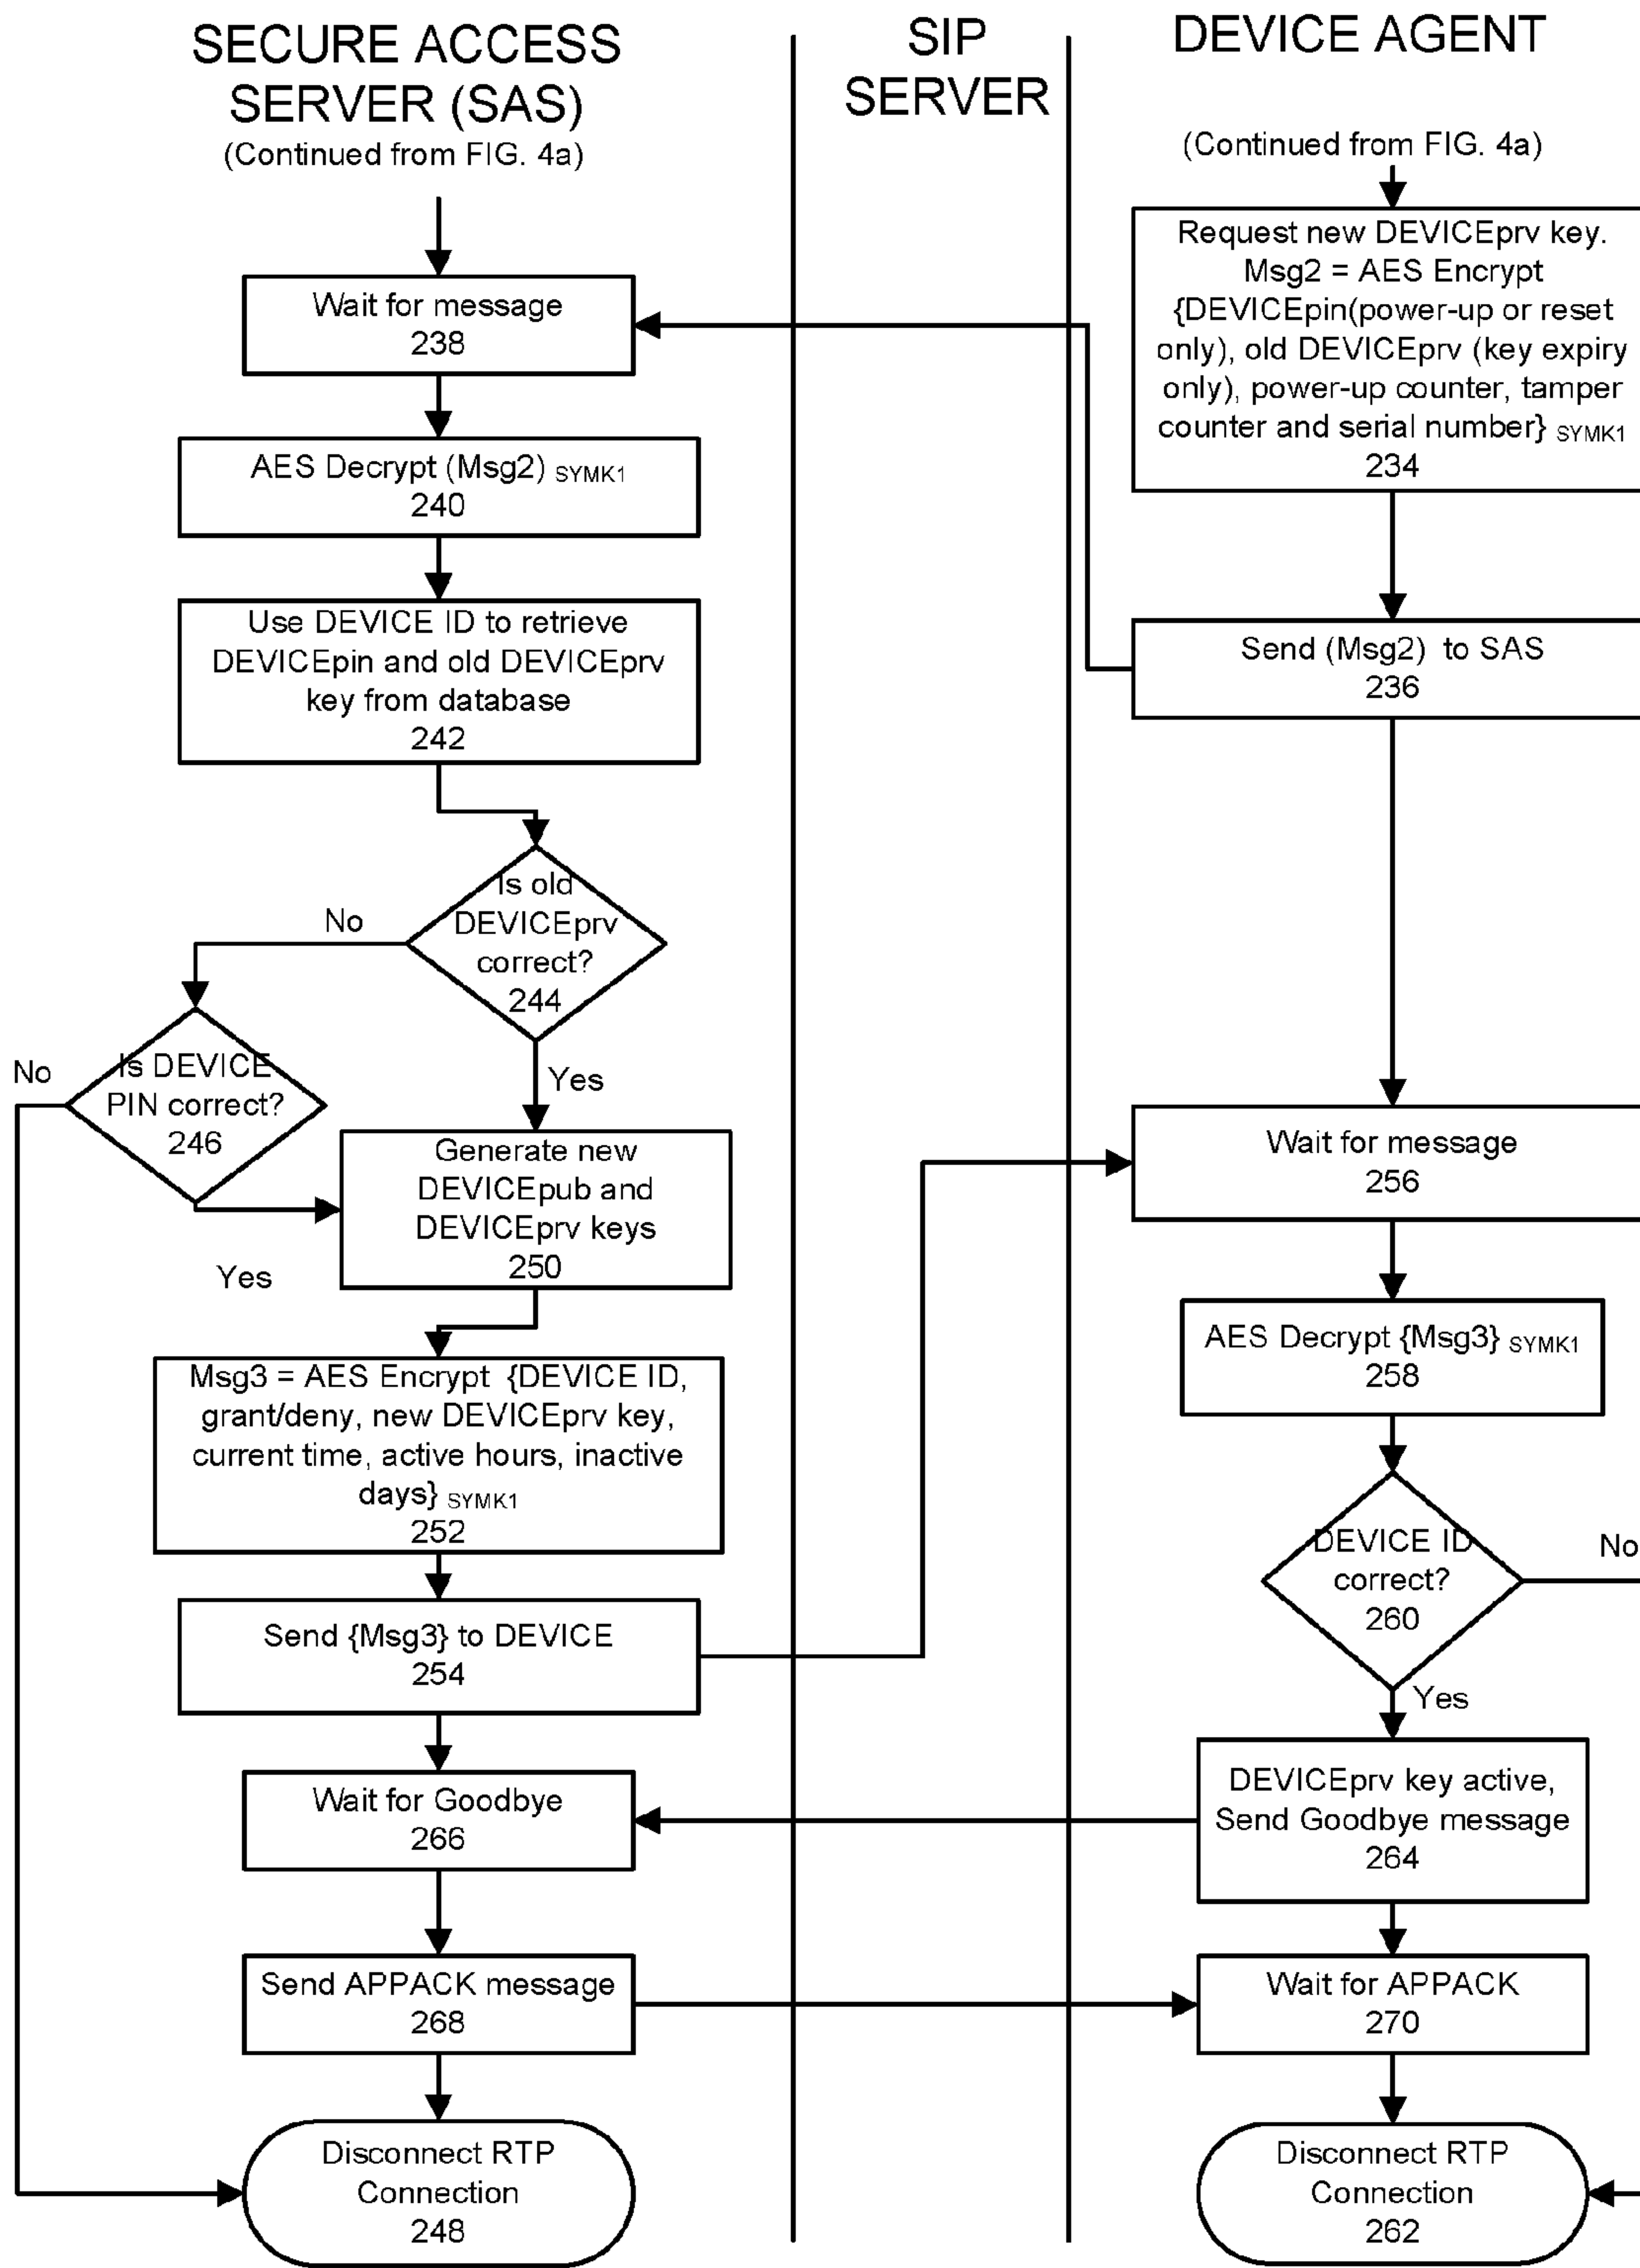 SECURE ACCESS
SERVER (SAS)
(Continued from FIG. 4a)
SIP
SERVER
DEVICE AGENT
(Continued from FIG. 4a)
Wait for message
238
AES Decrypt (Msg2) SYMK1
240
Use DEVICE ID to retrieve
DEVICEpin and old DEVICEprv
key from database
242
Is old
DEVICEprv
correct?
244
No
Yes
Is DEVICE
PIN correct?
246
No
Yes
Generate new
DEVICEpub and
DEVICEprv keys
250
Msg3 = AES Encrypt {DEVICE ID,
grant/deny, new DEVICEprv key,
current time, active hours, inactive
days} SYMK1
252
Send {Msg3} to DEVICE
254
Wait for Goodbye
266
Send APPACK message
268
Disconnect RTP
Connection
248
Request new DEVICEprv key.
Msg2 = AES Encrypt
{DEVICEpin(power-up or reset
only), old DEVICEprv (key expiry
only), power-up counter, tamper
counter and serial number} SYMK1
234
Send (Msg2) to SAS
236
Wait for message
256
AES Decrypt {Msg3} SYMK1
258
DEVICE ID
correct?
260
No
Yes
DEVICEprv key active,
Send Goodbye message
264
Wait for APPACK
270
Disconnect RTP
Connection
262